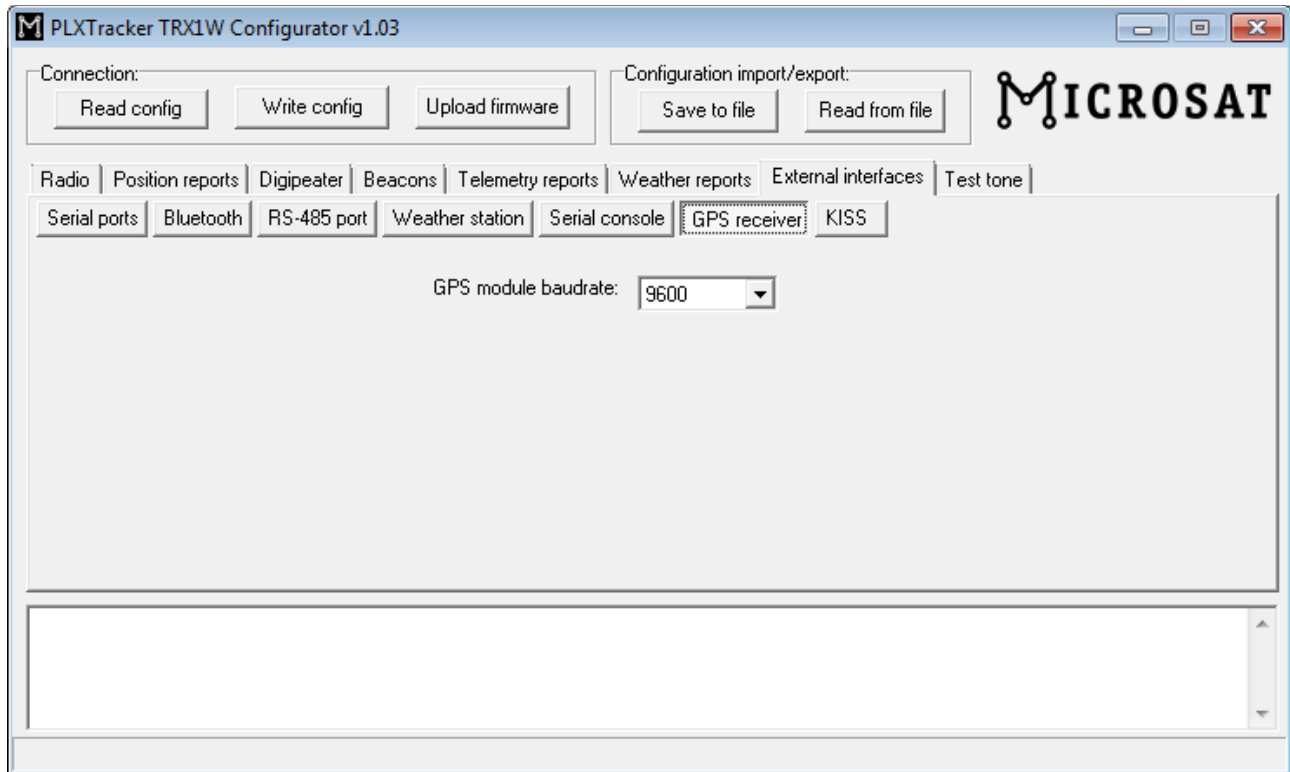 PLXTracker TRX1W Configurator v1.03
Connection: Configuration import/export:
Read config Write config Upload firmware Save to file Read from file MICROSAT
Radio Position reports Digipeater Beacons Telemetry reports Weather reports External interfaces Test tone
Serial ports Bluetooth RS-485 port Weather station Serial console GPS receiver KISS
GPS module baudrate: 9600